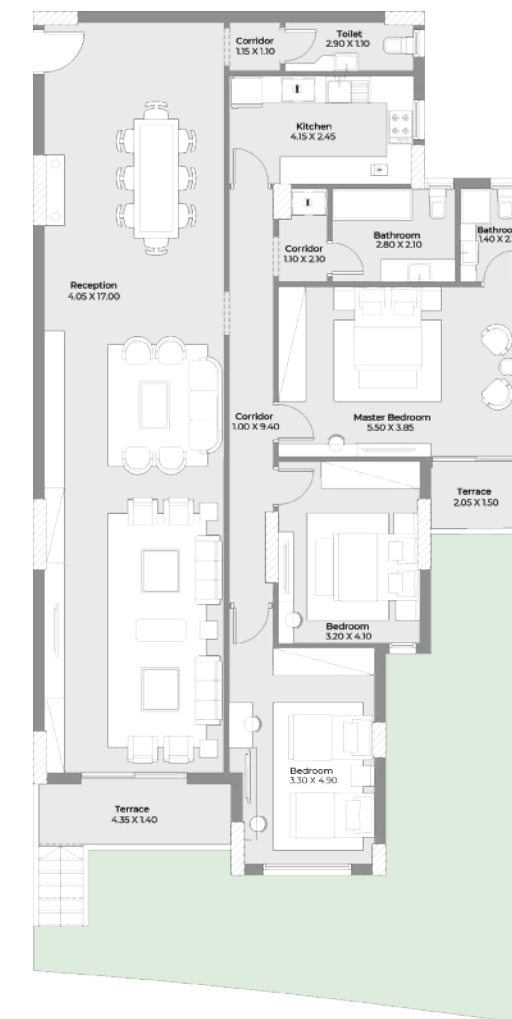 Corridor
1.15 X 1.10
Toilet
2.90 X 1.10
Kitchen
4.15 X 2.45
Bathroom
2.80 X 2.10
Corridor
1.10 X 2.10
Reception
4.05 X 17.00
Corridor
1.00 X 9.40
Master Bedroom
5.50 X 3.85
Terrace
2.05 X 1.50
Bedroom
3.20 X 4.10
Bedroom
3.30 X 4.90
Terrace
4.35 X 1.40